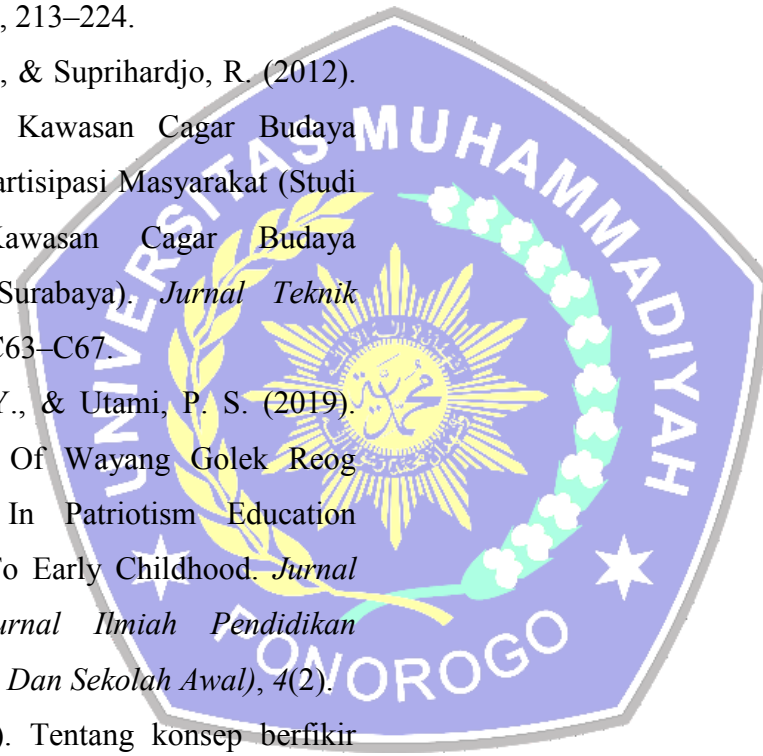 , 213–224.
, & Suprihardjo, R. (2012).
Kawasan Cagar Budaya
artisipasi Masyarakat (Studi
Kawasan Cagar Budaya
Surabaya). Jurnal Teknik
C63–C67.
Y., & Utami, P. S. (2019).
Of Wayang Golek Reog
In Patriotism Education
To Early Childhood. Jurnal
urnal Ilmiah Pendidikan
Dan Sekolah Awal), 4(2).
). Tentang konsep berfikir
UNIVERSITAS MUHAMMADIYAH
PONOROGO